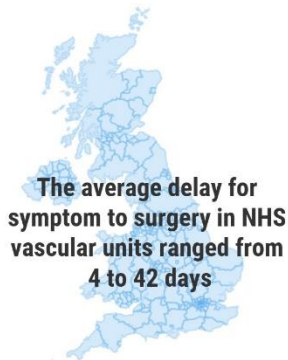 The average delay for
symptom to surgery in NHS
vascular units ranged from
4 to 42 days